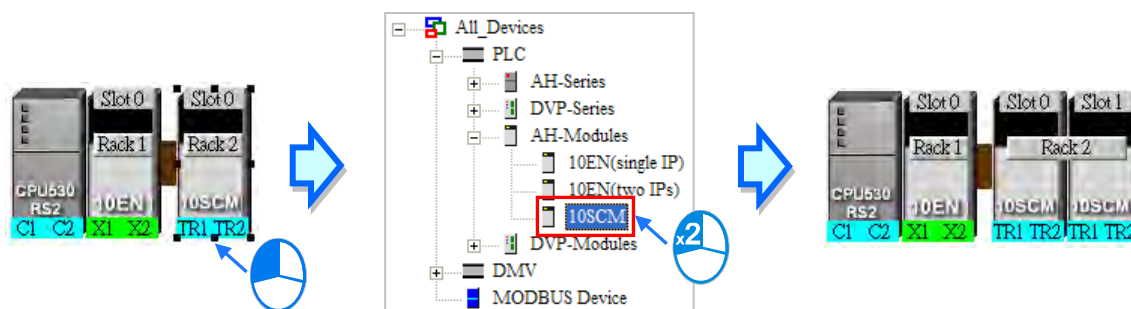 Slot 0
Slot 0
Rack 1
Rack 2
CPU530
RS2
10EN
10SCM
C1 C2
X1 X2
TR1 TR2
All_Devices
PLC
AH-Series
DVP-Series
AH-Modules
10EN(single IP)
10EN(two IPs)
10SCM
DVP-Modules
DMV
MODBUS Device
x2
Slot 0
Slot 0
Slot 1
Rack 1
Rack 2
CPU530
RS2
10EN
10SCM
10SCM
C1 C2
X1 X2
TR1 TR2
TR1 TR2